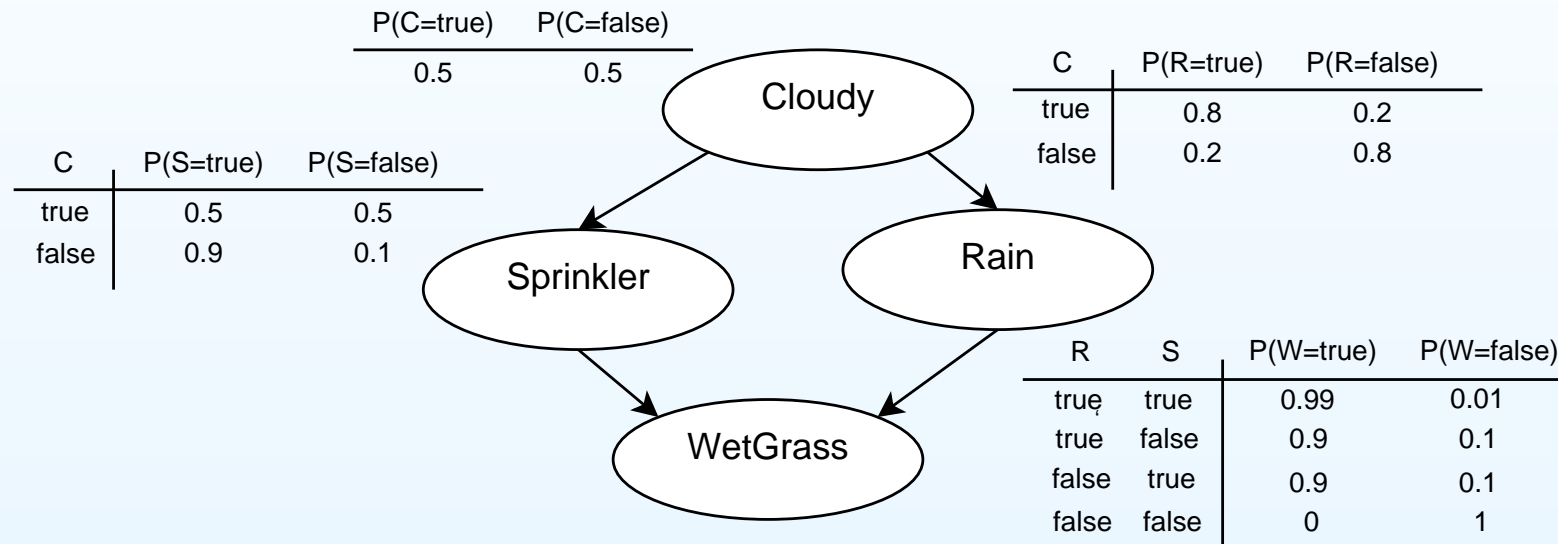 P(C=true) P(C=false)
0.5 0.5
Cloudy
C P(R=true) P(R=false)
true 0.8 0.2
false 0.2 0.8
C P(S=true) P(S=false)
true 0.5 0.5
false 0.9 0.1
Sprinkler
Rain
WetGrass
R S P(W=true) P(W=false)
true, true 0.99 0.01
true false 0.9 0.1
false true 0.9 0.1
false false 0 1